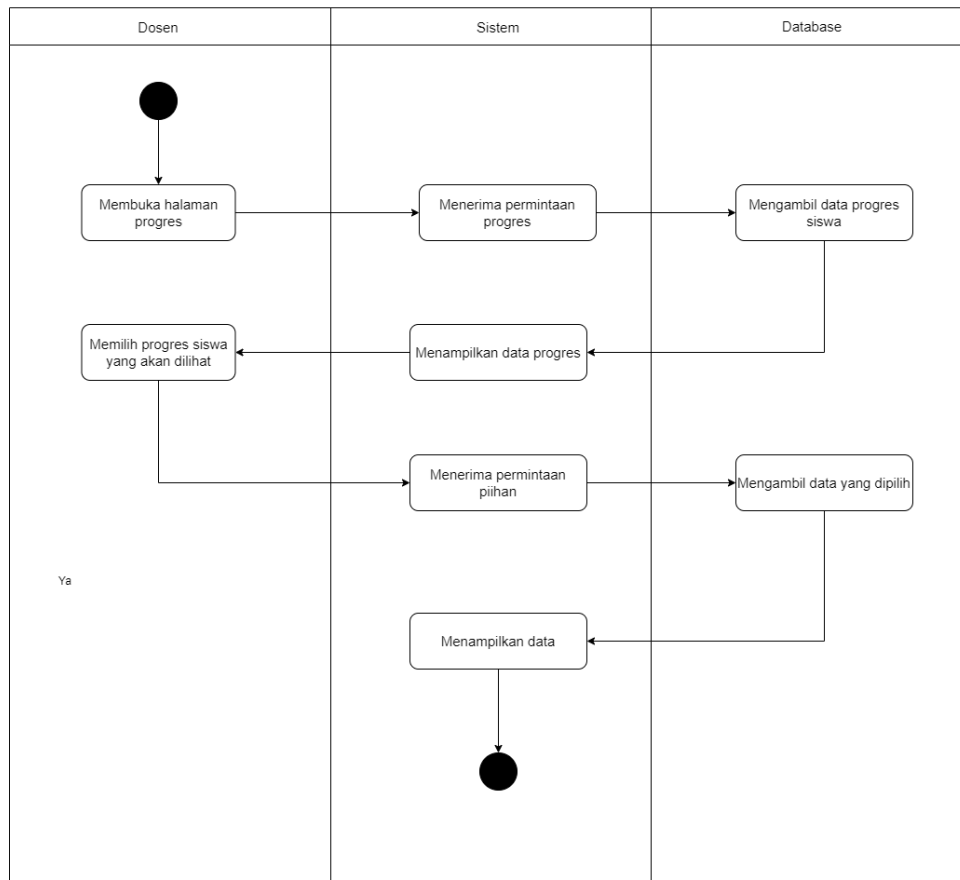 Dosen
Sistem
Database
Membuka halaman
progres
Menerima permintaan
progres
Mengambil data progres
siswa
Memilih progres siswa
yang akan dilihat
Menampilkan data progres
Menerima permintaan
piihan
Mengambil data yang dipilih
Ya
Menampilkan data